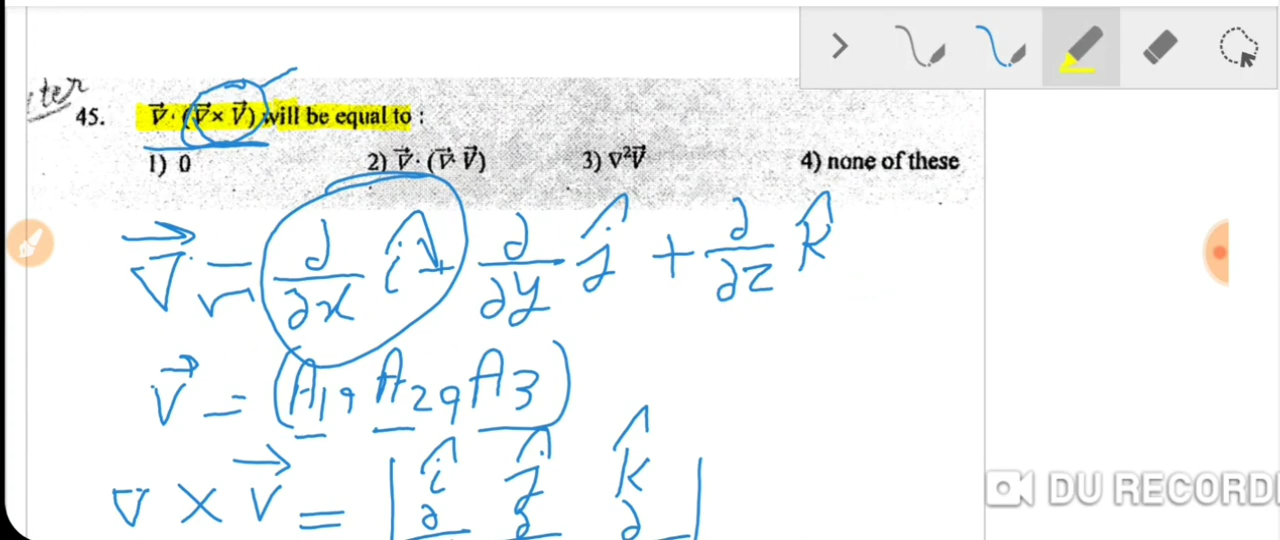 iter
45. ∇⃗· (∇⃗× V⃗) will be equal to :
1) 0 2) ∇⃗· (∇⃗· V⃗) 3) ∇²V⃗ 4) none of these
∇⃗ = ∂/∂x î + ∂/∂y ĵ + ∂/∂z k̂
V⃗ = (A1, A2, A3)
∇ × V⃗ = | î ĵ k̂
∂ ∂ ∂ |
DU RECORD